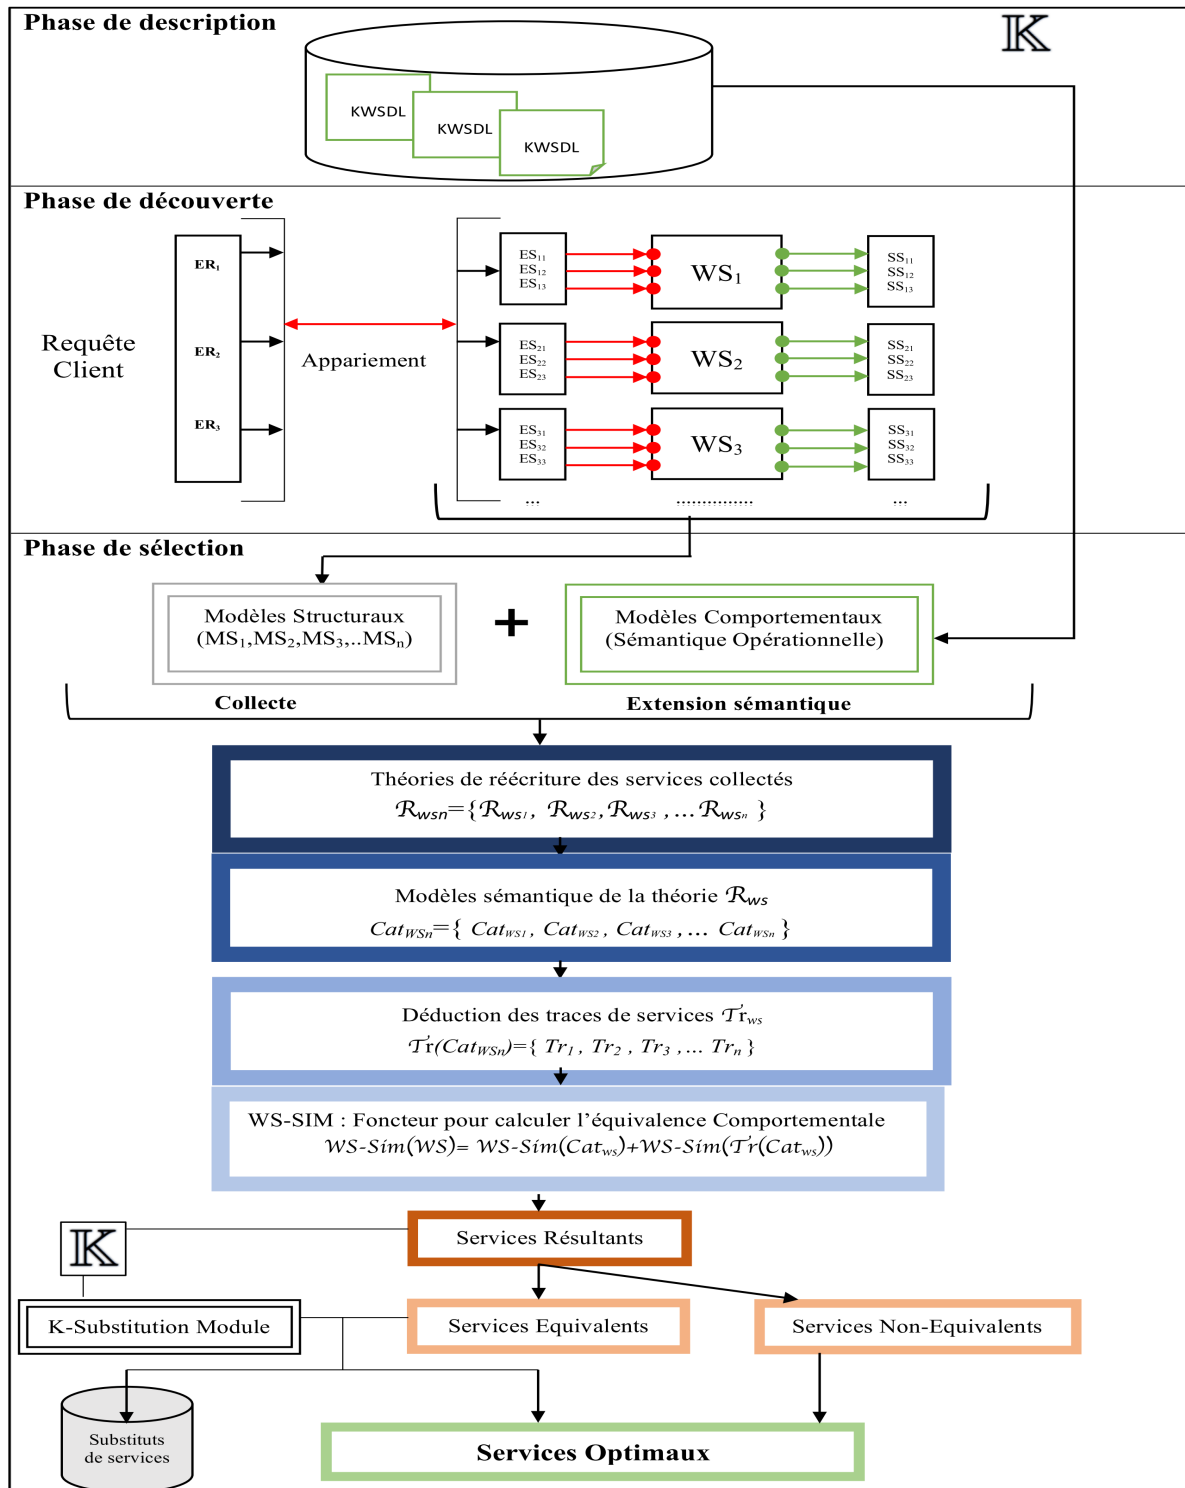 Phase de description
𝕂
KWSDL
KWSDL
KWSDL
Phase de découverte
ER₁
ER₂
ER₃
Requête
Client
Appariement
ES₁₁
ES₁₂
ES₁₃
WS₁
SS₁₁
SS₁₂
SS₁₃
ES₂₁
ES₂₂
ES₂₃
WS₂
SS₂₁
SS₂₂
SS₂₃
ES₃₁
ES₃₂
ES₃₃
WS₃
SS₃₁
SS₃₂
SS₃₃
...
...............
...
Phase de sélection
Modèles Structuraux
(MS₁,MS₂,MS₃,..MSₙ)
+
Modèles Comportementaux
(Sémantique Opérationnelle)
Collecte
Extension sémantique
Théories de réécriture des services collectés
ℛwsn={ℛws₁, ℛws₂,ℛws₃ ,...ℛwsₙ }
Modèles sémantique de la théorie ℛws
CatWSn={ CatWS1, CatWS2, CatWS3,... CatWSn }
Déduction des traces de services 𝒯rws
𝒯r(CatWSn)={ Tr₁ , Tr₂ , Tr₃ ,... Trₙ }
WS-SIM : Foncteur pour calculer l’équivalence Comportementale
WS-Sim(WS)= WS-Sim(Catws)+WS-Sim(𝒯r(Catws))
Services Résultants
𝕂
K-Substitution Module
Services Equivalents
Services Non-Equivalents
Substituts
de services
Services Optimaux